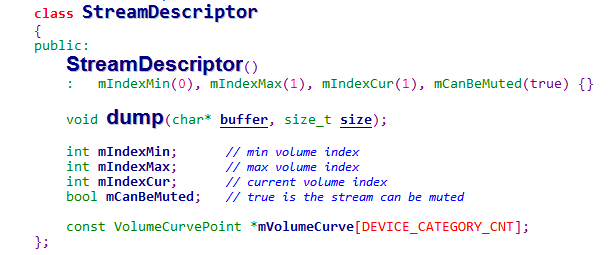 class StreamDescriptor
{
public:
StreamDescriptor()
: mIndexMin(0), mIndexMax(1), mIndexCur(1), mCanBeMuted(true) {}
void dump(char* buffer, size_t size);
int mIndexMin; // min volume index
int mIndexMax; // max volume index
int mIndexCur; // current volume index
bool mCanBeMuted; // true is the stream can be muted
const VolumeCurvePoint *mVolumeCurve[DEVICE_CATEGORY_CNT];
};